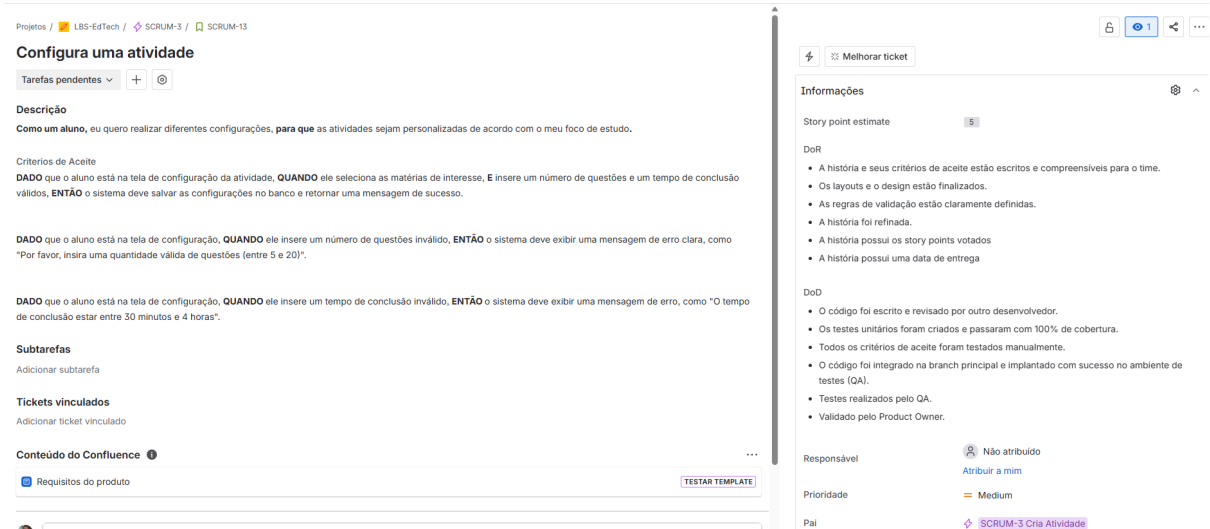 Projetos / LBS-EdTech / SCRUM-3 / SCRUM-13
Configura uma atividade
Tarefas pendentes
Descrição
Como um aluno, eu quero realizar diferentes configurações, para que as atividades sejam personalizadas de acordo com o meu foco de estudo.
Criterios de Aceite
DADO que o aluno está na tela de configuração da atividade, QUANDO ele seleciona as matérias de interesse, E insere um número de questões e um tempo de conclusão
válidos, ENTÃO o sistema deve salvar as configurações no banco e retornar uma mensagem de sucesso.
DADO que o aluno está na tela de configuração, QUANDO ele insere um número de questões inválido, ENTÃO o sistema deve exibir uma mensagem de erro clara, como
"Por favor, insira uma quantidade válida de questões (entre 5 e 20)".
DADO que o aluno está na tela de configuração, QUANDO ele insere um tempo de conclusão inválido, ENTÃO o sistema deve exibir uma mensagem de erro, como "O tempo
de conclusão estar entre 30 minutos e 4 horas".
Subtarefas
Adicionar subtarefa
Tickets vinculados
Adicionar ticket vinculado
Conteúdo do Confluence
Requisitos do produto TESTAR TEMPLATE
1
Melhorar ticket
Informações
Story point estimate 5
DoR
• A história e seus critérios de aceite estão escritos e compreensíveis para o time.
• Os layouts e o design estão finalizados.
• As regras de validação estão claramente definidas.
• A história foi refinada.
• A história possui os story points votados
• A história possui uma data de entrega
DoD
• O código foi escrito e revisado por outro desenvolvedor.
• Os testes unitários foram criados e passaram com 100% de cobertura.
• Todos os critérios de aceite foram testados manualmente.
• O código foi integrado na branch principal e implantado com sucesso no ambiente de
testes (QA).
• Testes realizados pelo QA.
• Validado pelo Product Owner.
Responsável Não atribuído
Atribuir a mim
Prioridade Medium
Pai SCRUM-3 Cria Atividade